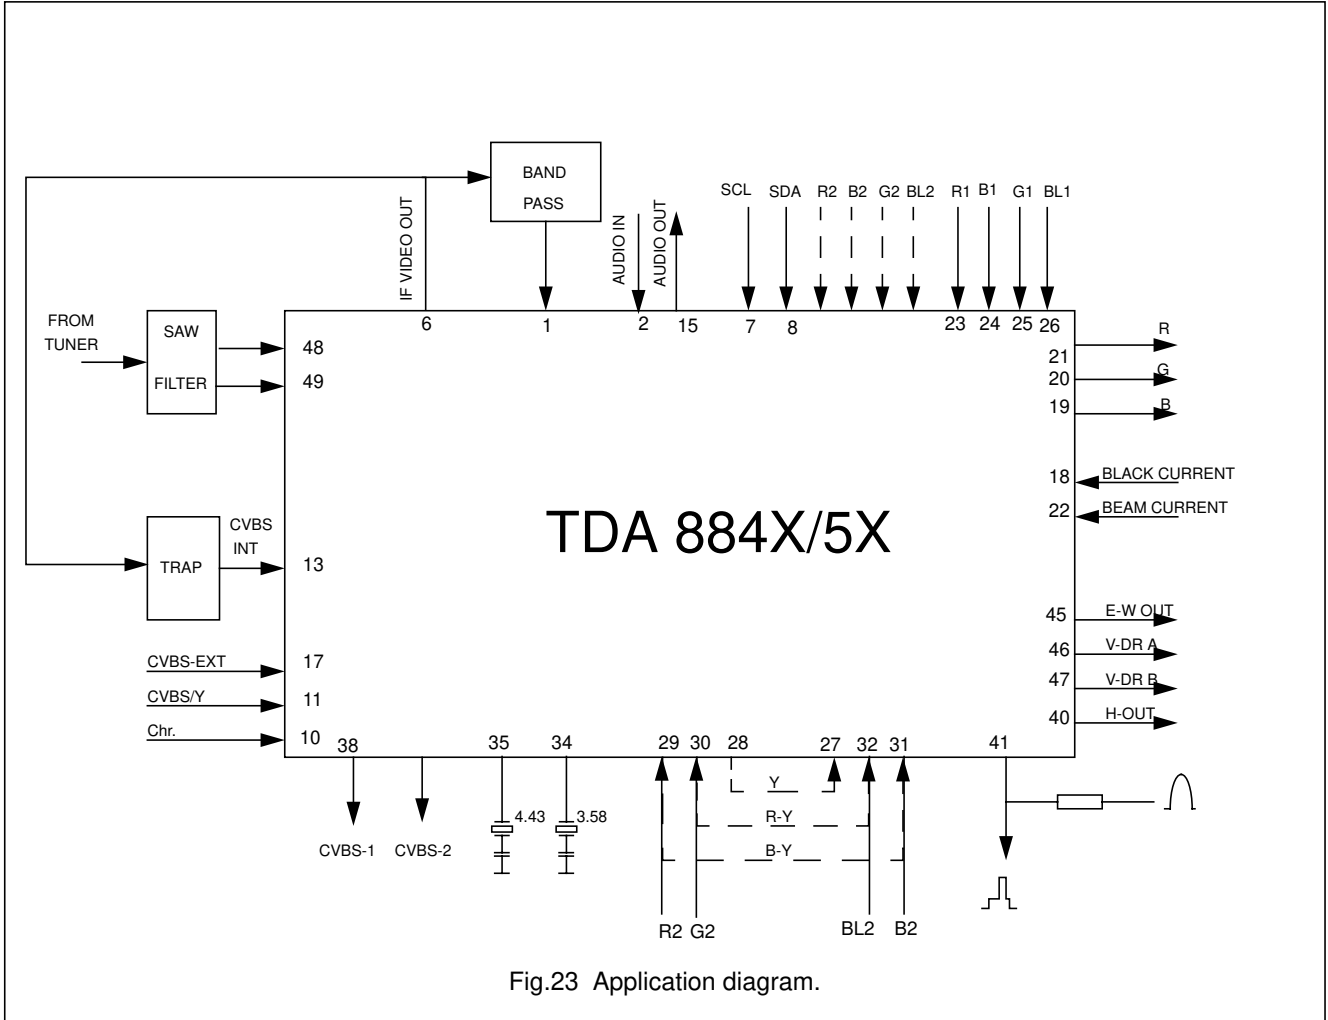 BAND
PASS
SCL SDA R2 B2 G2 BL2 R1 B1 G1 BL1
IF VIDEO OUT
AUDIO IN
AUDIO OUT
6 1 2 15 7 8 23 24 25 26
FROM
TUNER
SAW
FILTER
48
49
21 R
20 G
19 B
18 BLACK CURRENT
22 BEAM CURRENT
TDA 884X/5X
CVBS
INT
TRAP
13
45 E-W OUT
46 V-DR A
47 V-DR B
40 H-OUT
CVBS-EXT 17
CVBS/Y 11
Chr. 10
38 35 34 29 30 28 27 32 31 41
Y
4.43 3.58
R-Y
CVBS-1 CVBS-2
B-Y
R2 G2 BL2 B2
Fig.23 Application diagram.